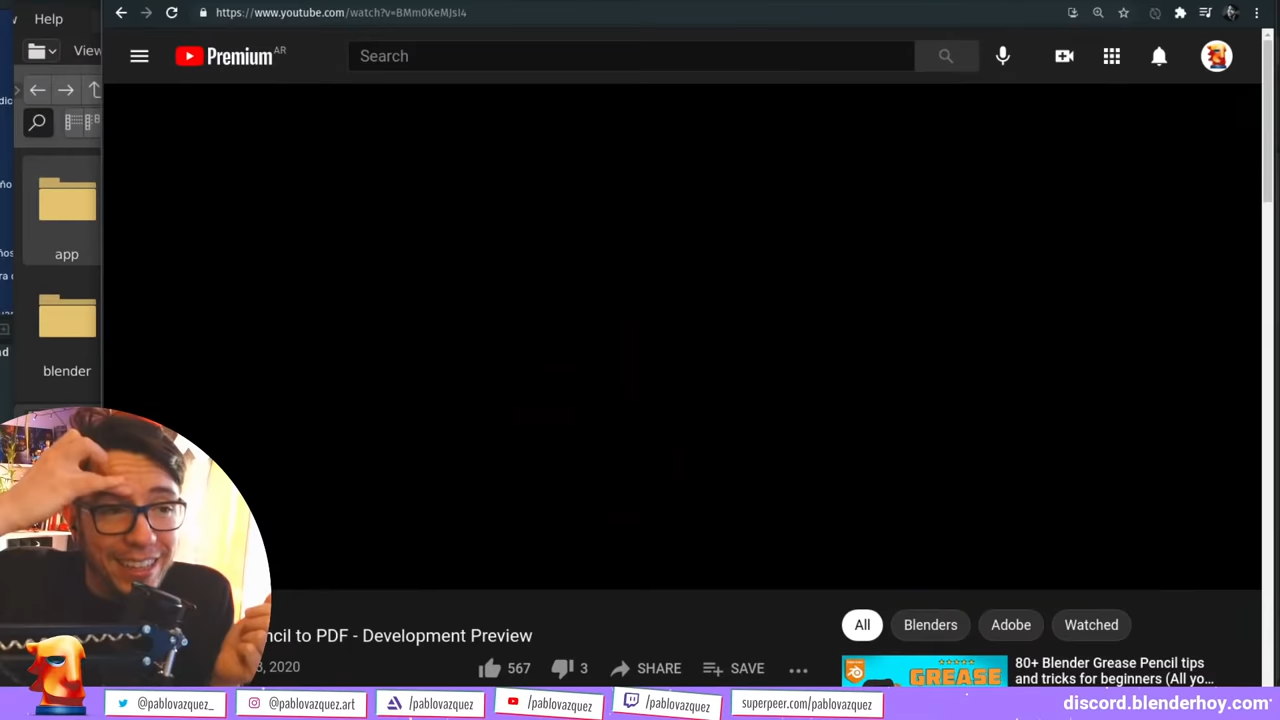 Help
https://www.youtube.com/watch?v=BMm0KeMJsI4
View
Premium AR
Search
app
blender
ncil to PDF - Development Preview
3, 2020
567
3
SHARE
SAVE
All
Blenders
Adobe
Watched
GREASE
80+ Blender Grease Pencil tips
and tricks for beginners (All yo...
@pablovazquez_
@pablovazquez.art
/pablovazquez
/pablovazquez
/pablovazquez
superpeer.com/pablovazquez
discord.blenderhoy.com